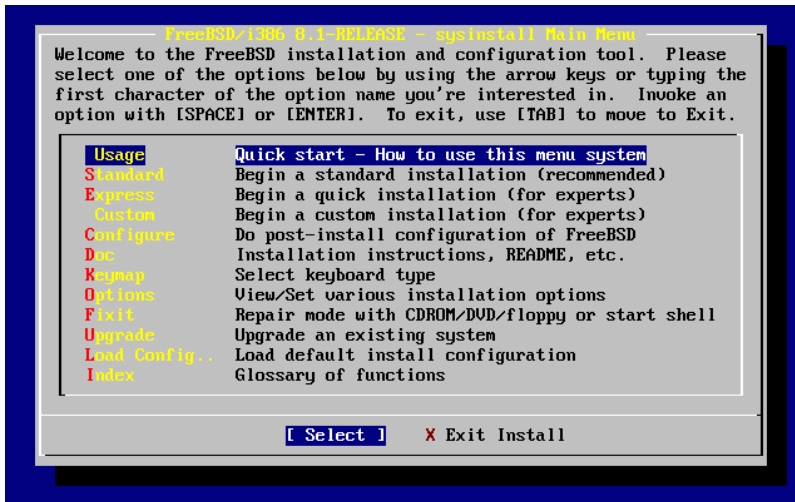 FreeBSD/i386 8.1-RELEASE - sysinstall Main Menu
Welcome to the FreeBSD installation and configuration tool.  Please
select one of the options below by using the arrow keys or typing the
first character of the option name you're interested in.  Invoke an
option with [SPACE] or [ENTER].  To exit, use [TAB] to move to Exit.
Usage Quick start - How to use this menu system
Standard Begin a standard installation (recommended)
Express Begin a quick installation (for experts)
Custom Begin a custom installation (for experts)
Configure Do post-install configuration of FreeBSD
Doc Installation instructions, README, etc.
Keymap Select keyboard type
Options View/Set various installation options
Fixit Repair mode with CDROM/DVD/floppy or start shell
Upgrade Upgrade an existing system
Load Config.. Load default install configuration
Index Glossary of functions
[ Select ] X Exit Install